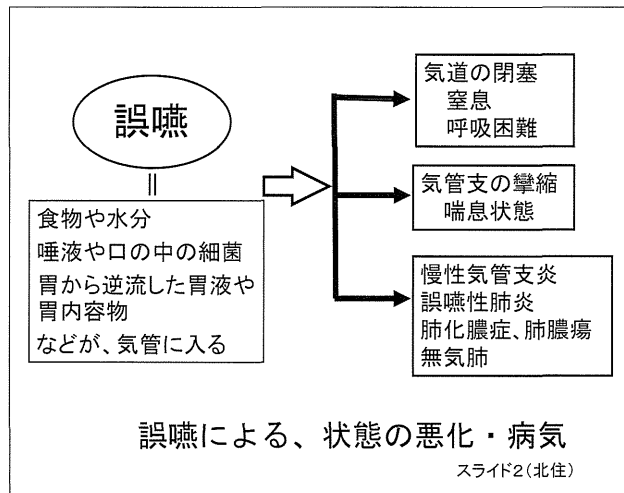 誤嚥
||
食物や水分
唾液や口の中の細菌
胃から逆流した胃液や
胃内容物
などが、気管に入る
気道の閉塞
窒息
呼吸困難
気管支の攣縮
喘息状態
慢性気管支炎
誤嚥性肺炎
肺化膿症、肺膿瘍
無気肺
誤嚥による、状態の悪化・病気
スライド2(北住)